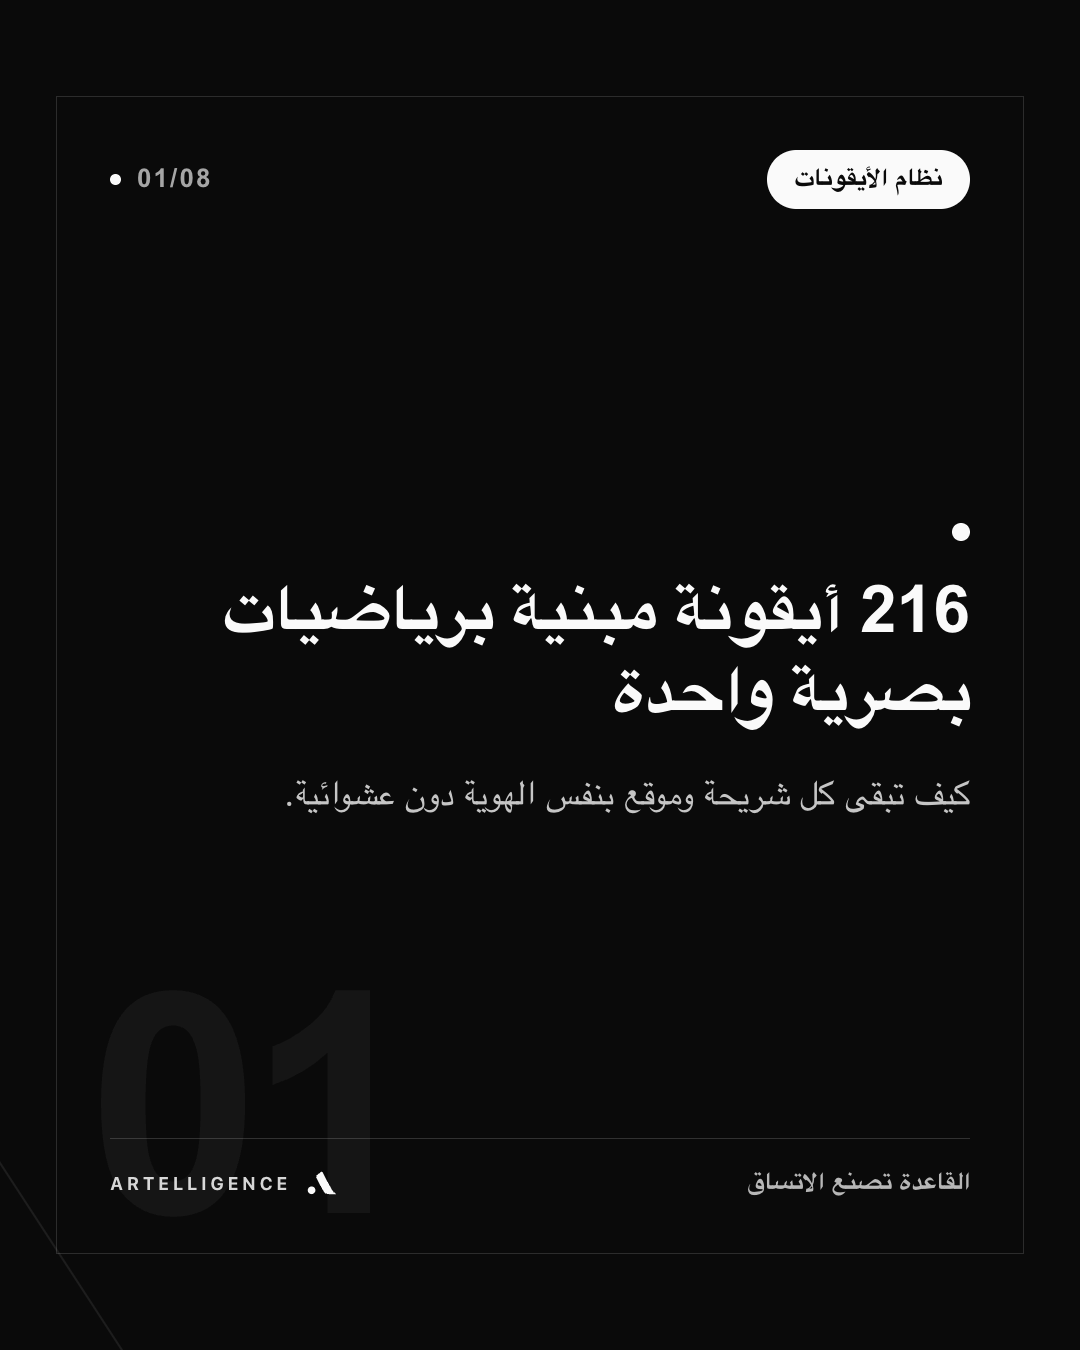 نظام الأيقونات
01/08
216 أيقونة مبنية برياضيات
بصرية واحدة
كيف تبقى كل شريحة وموقع بنفس الهوية دون عشوائية.
01
القاعدة تصنع الاتساق
ARTELLIGENCE